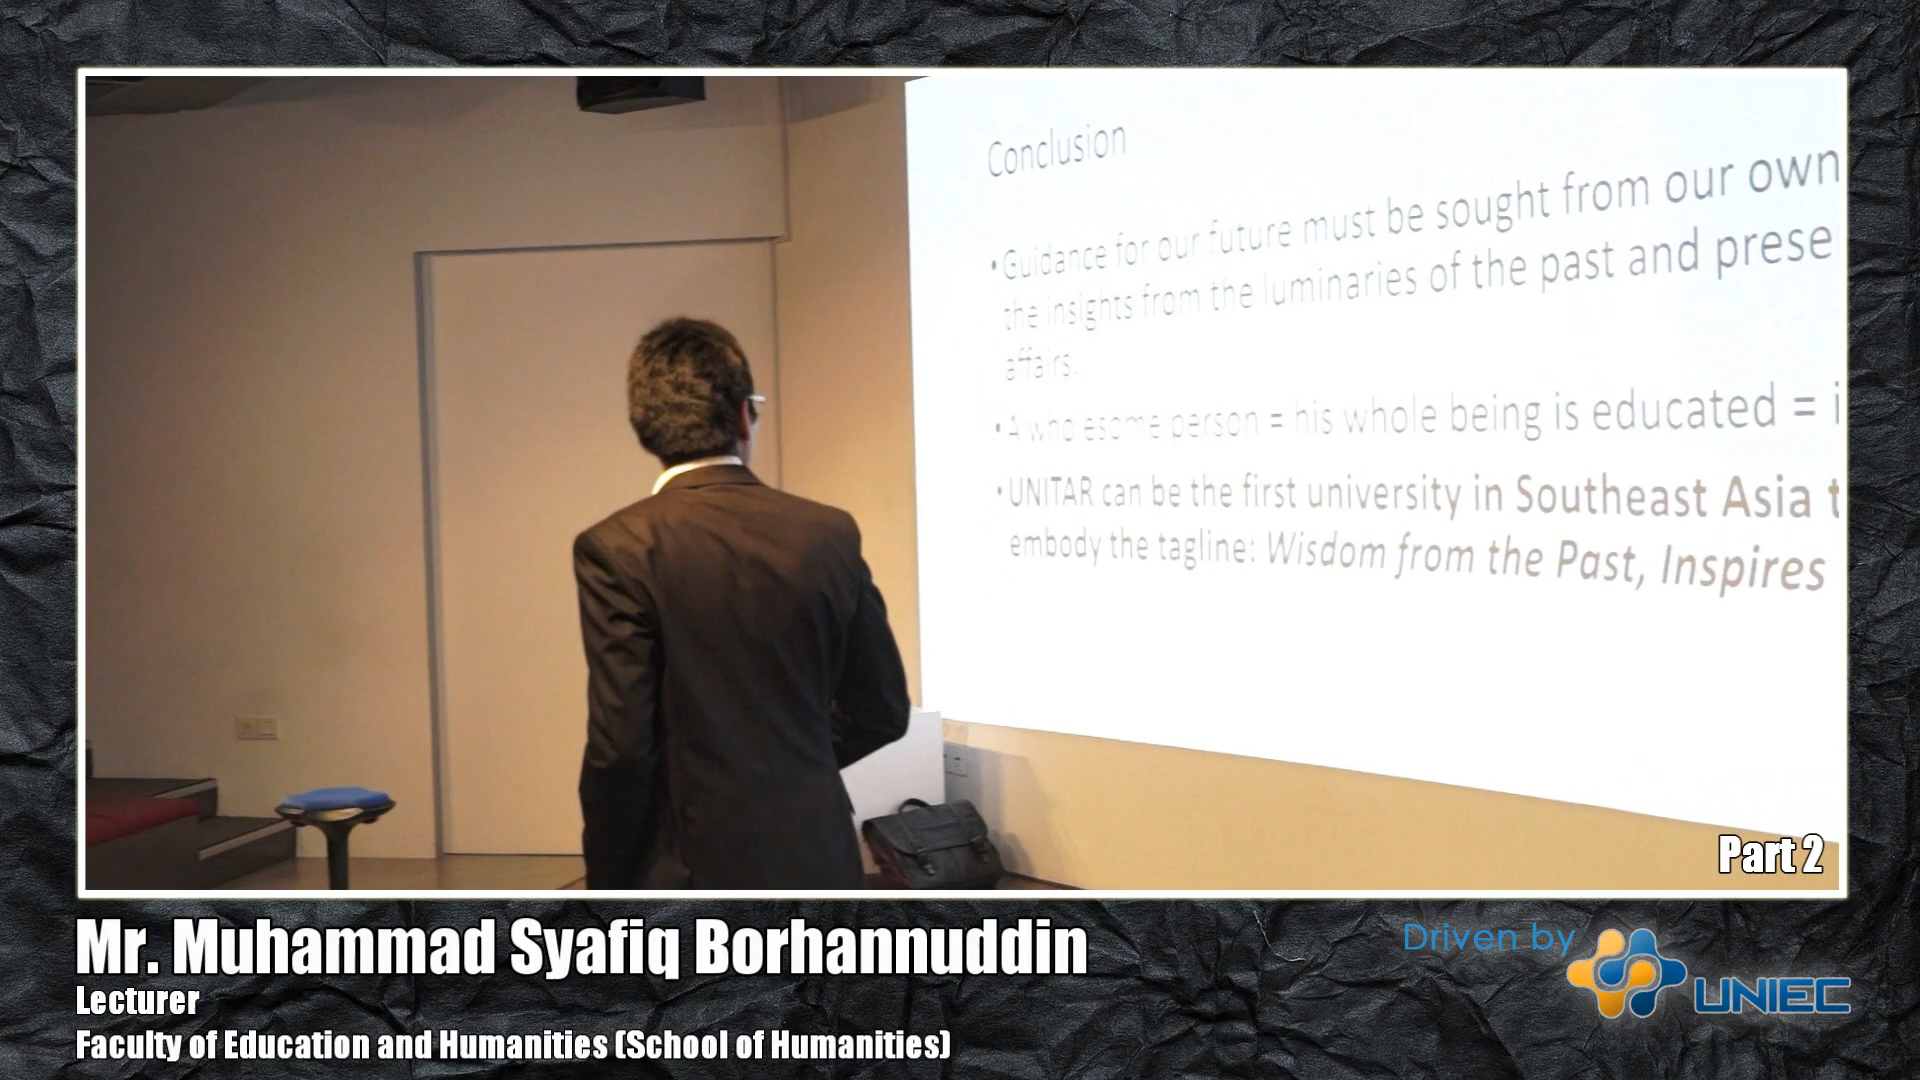 Conclusion
•Guidance for our future must be sought from our own
the insights from the luminaries of the past and prese
affairs.
•A who esome person = his whole being is educated =
•UNITAR can be the first university in Southeast Asia t
embody the tagline: Wisdom from the Past, Inspires
Part 2
Mr. Muhammad Syafiq Borhannuddin
Lecturer
Faculty of Education and Humanities (School of Humanities)
Driven by
UNIEC